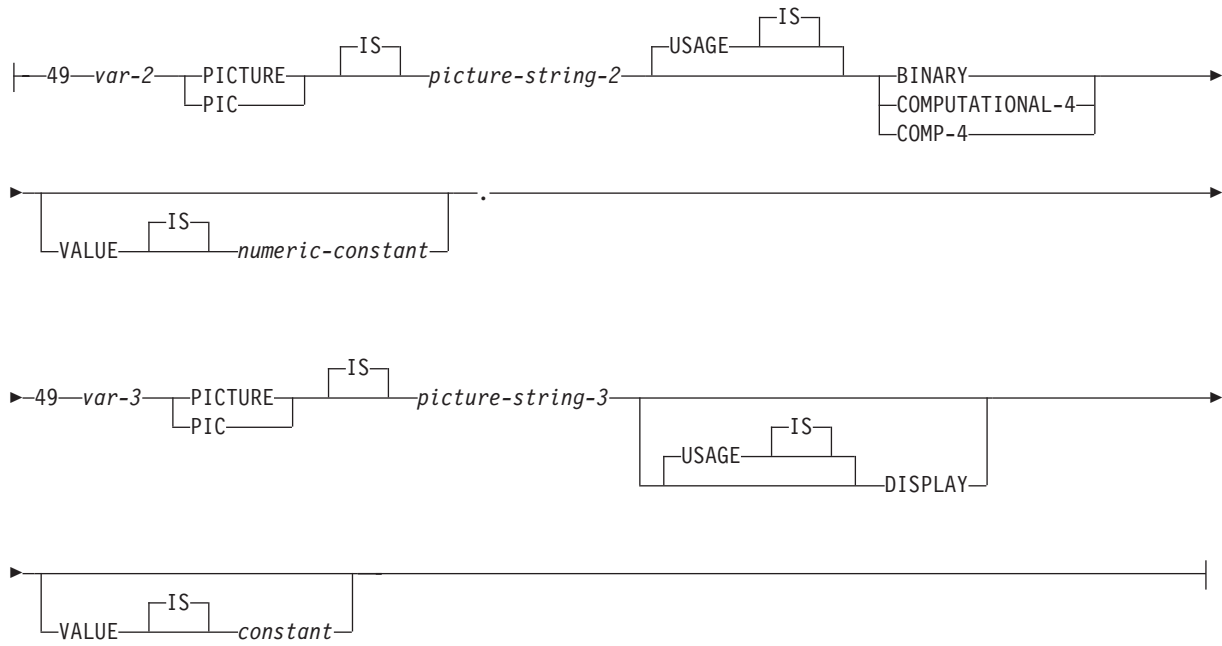 IS
IS
USAGE
49 var-2 PICTURE IS picture-string-2 BINARY
PIC COMPUTATIONAL-4
COMP-4
.
IS
VALUE numeric-constant
IS
49 var-3 PICTURE picture-string-3
PIC IS
USAGE
DISPLAY
IS
VALUE constant